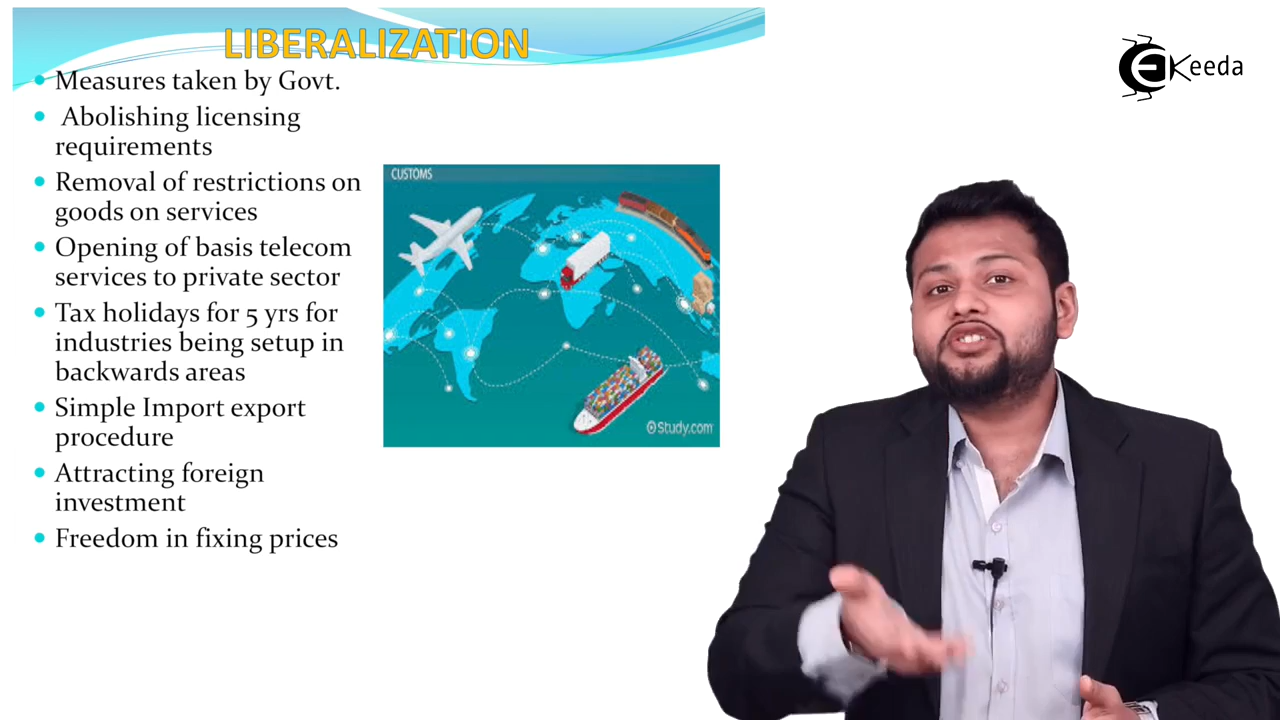 LIBERALIZATION
Measures taken by Govt.
Abolishing licensing
requirements
Removal of restrictions on
goods on services
Opening of basis telecom
services to private sector
Tax holidays for 5 yrs for
industries being setup in
backwards areas
Simple Import export
procedure
Attracting foreign
investment
Freedom in fixing prices
CUSTOMS
©Study.com
eKeeda